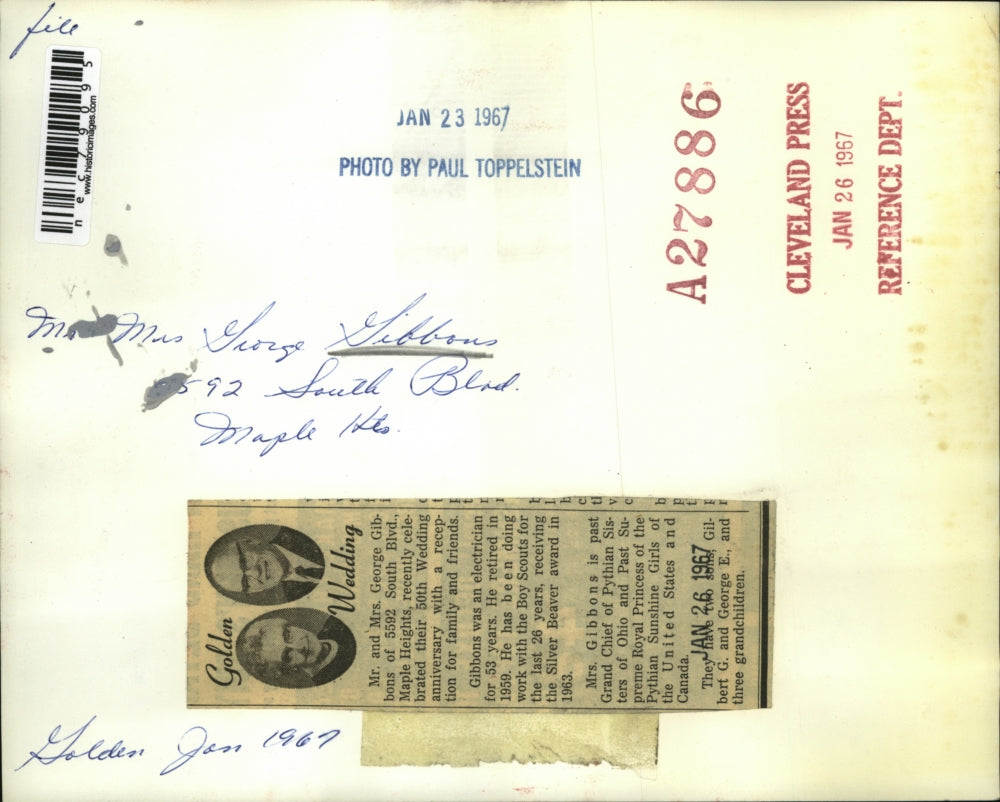 file
necz79095
www.historicimages.com
JAN 23 1967
PHOTO BY PAUL TOPPELSTEIN
A27886
CLEVELAND PRESS
JAN 26 1967
REFERENCE DEPT.
Mrs George Gibbons
592 South Blvd.
Maple Hts.
Golden
Wedding
Mr. and Mrs. George Gib-
bons of 5592 South Blvd.,
Maple Heights, recently cele-
brated their 50th Wedding
anniversary with a recep-
tion for family and friends.
Gibbons was an electrician
for 53 years. He retired in
1959. He has been doing
work with the Boy Scouts for
the last 26 years, receiving
the Silver Beaver award in
1963.
Mrs. Gibbons is past
Grand Chief of Pythian Sis-
ters of Ohio and Past Su-
preme Royal Princess of the
Pythian Sunshine Girls of
the United States and
Canada.
They have two sons, Gil-
bert G. and George E., and
three grandchildren.
JAN 26 1967
Golden Jan 1967